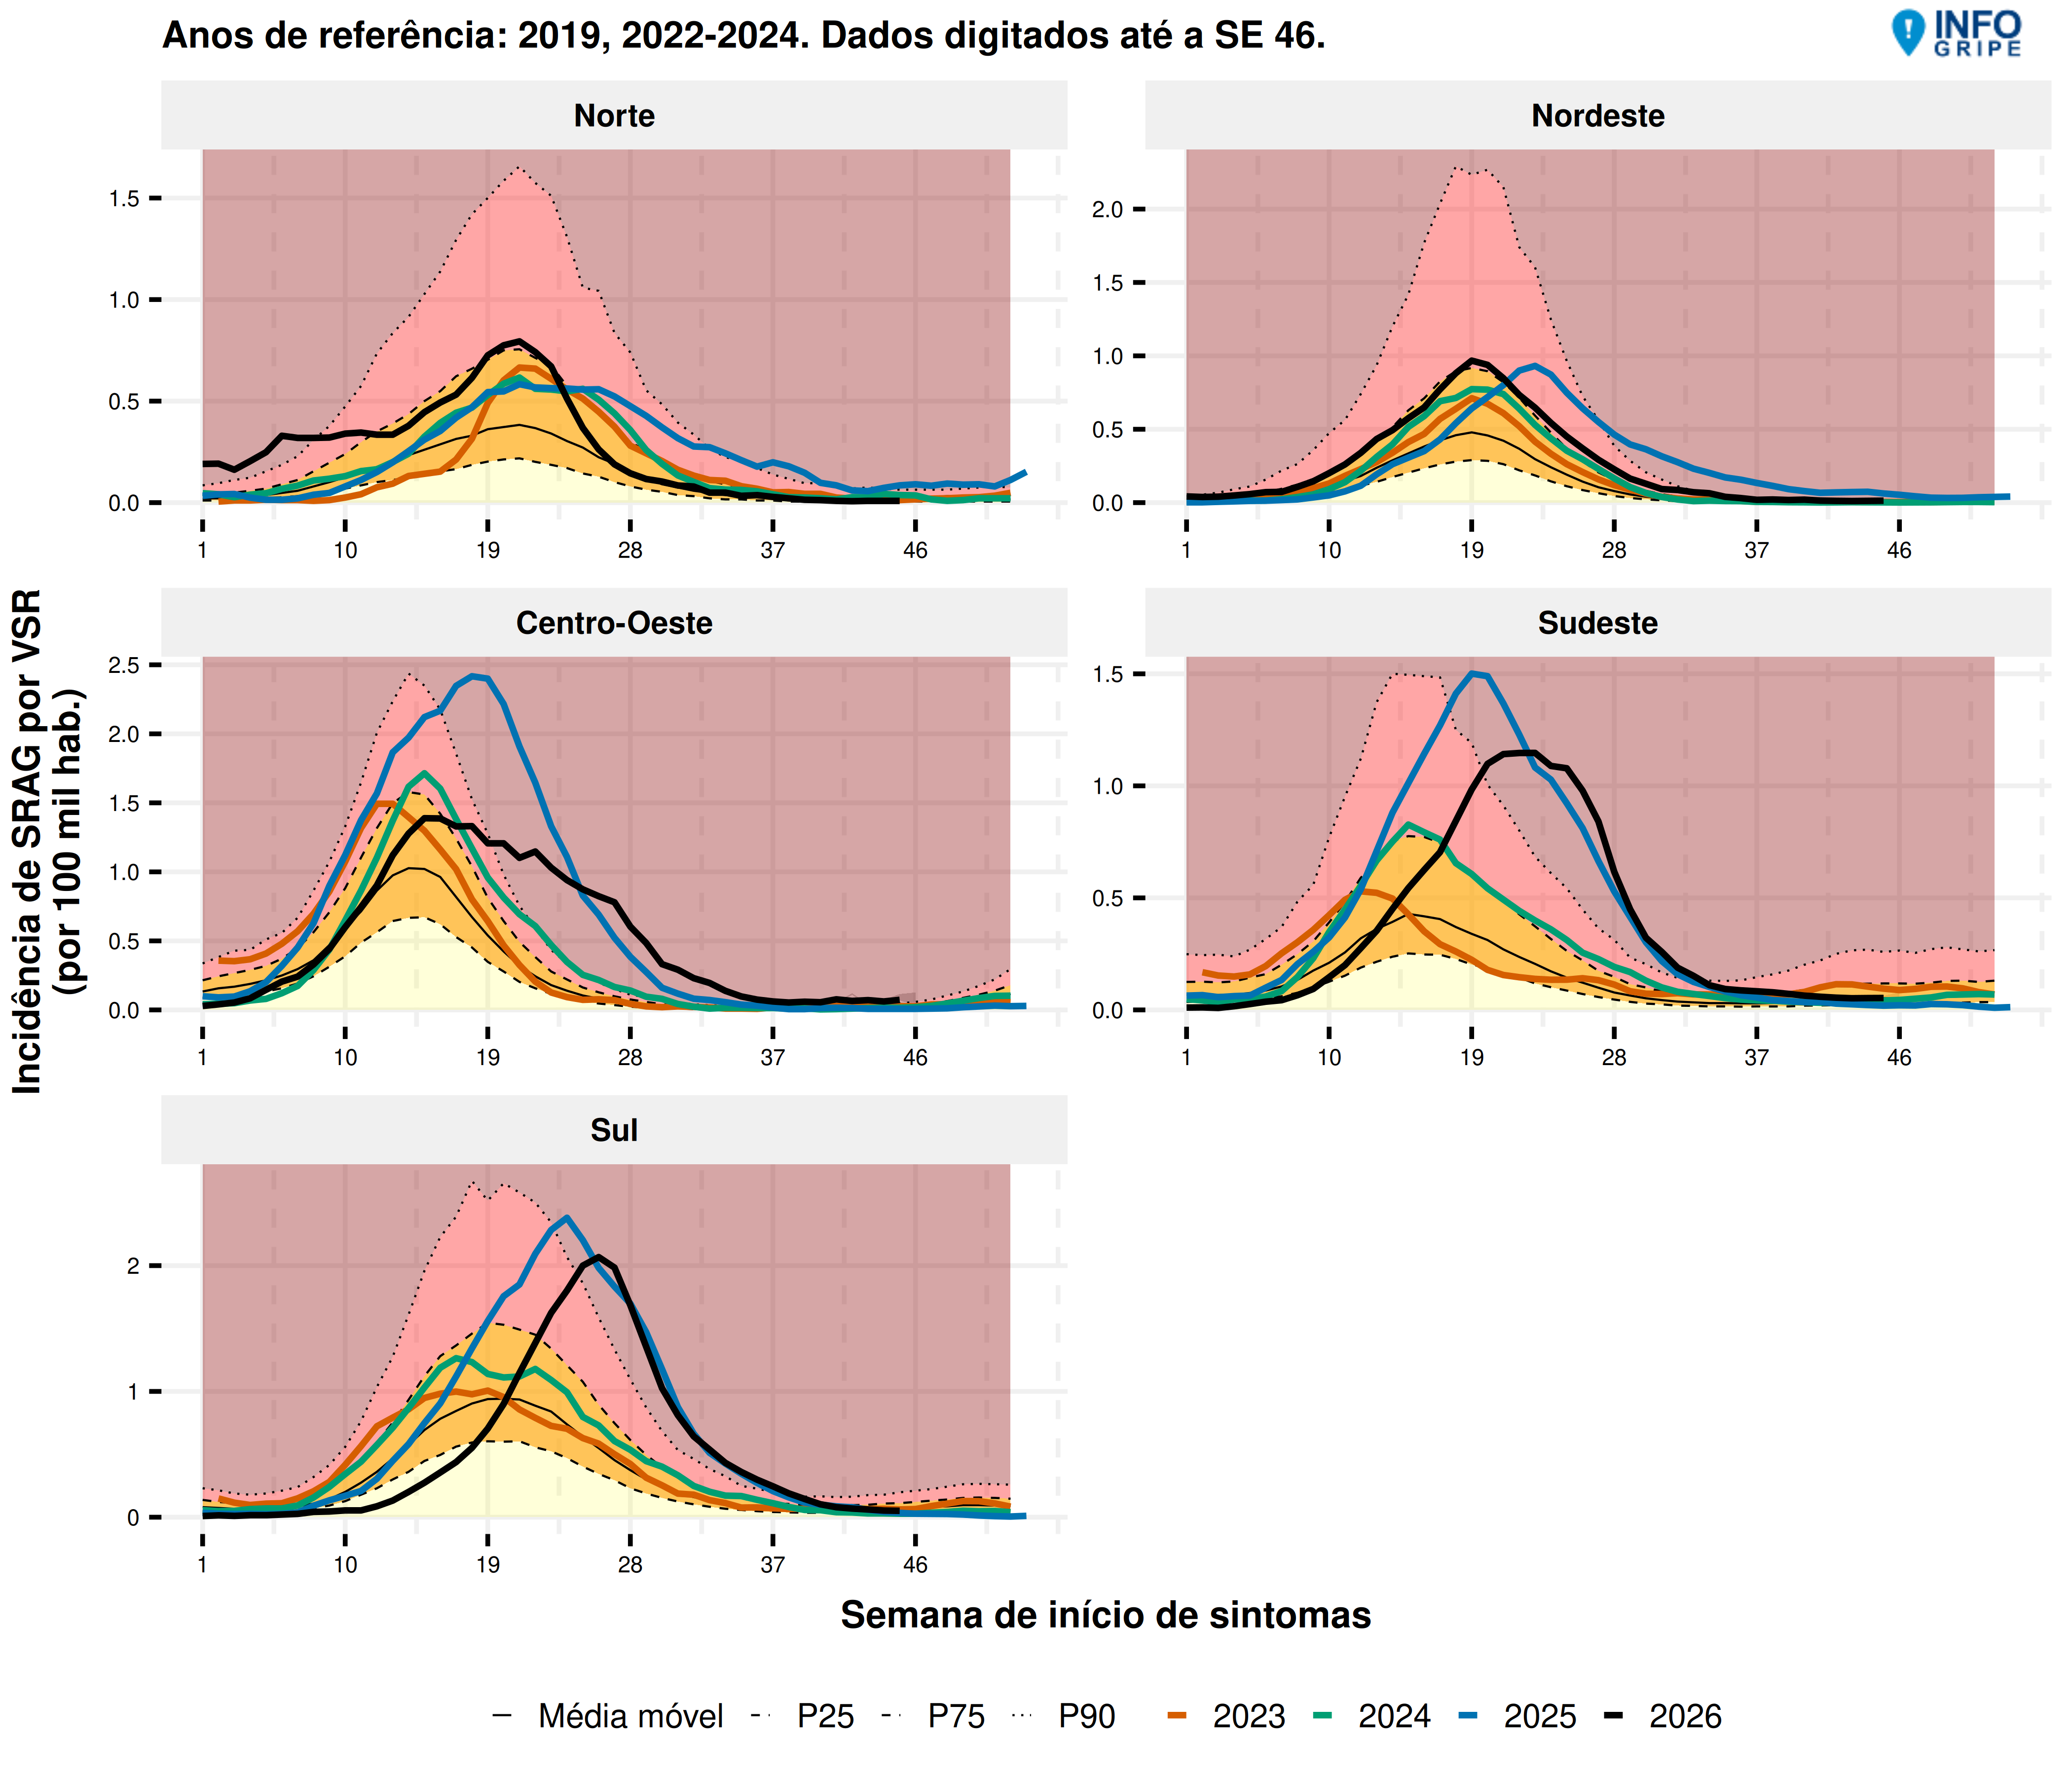 Anos de referência: 2019, 2022-2024. Dados digitados até a SE 46.
! INFO
GRIPE
Norte
Nordeste
1.5
1.0
0.5
0.0
1 10 19 28 37 46
2.0
1.5
1.0
0.5
0.0
1 10 19 28 37 46
Centro-Oeste
Sudeste
2.5
2.0
1.5
1.0
0.5
0.0
1 10 19 28 37 46
1.5
1.0
0.5
0.0
1 10 19 28 37 46
Incidência de SRAG por VSR
(por 100 mil hab.)
Sul
2
1
0
1 10 19 28 37 46
Semana de início de sintomas
Média móvel P25 P75 P90 2023 2024 2025 2026